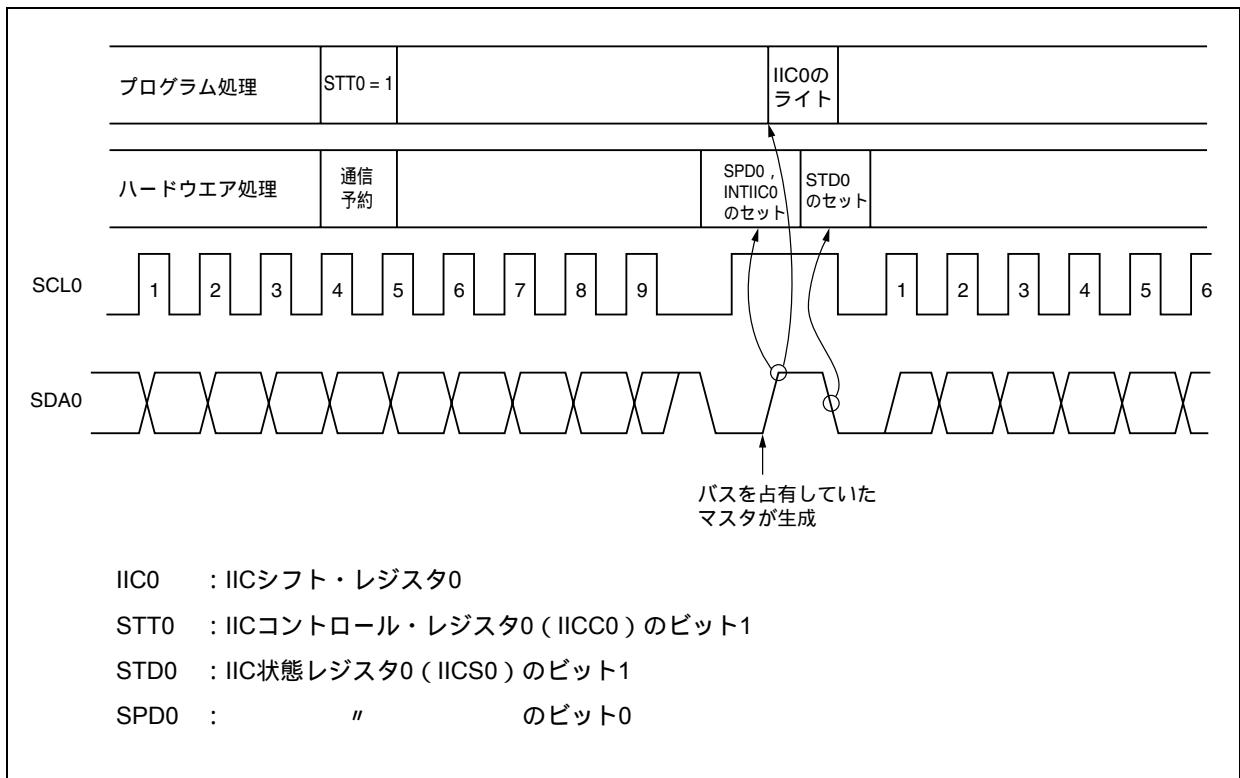 プログラム処理
STT0 = 1
IIC0の
ライト
ハードウエア処理
通信
予約
SPD0，
INTIIC0
のセット
STD0
のセット
SCL0
1 2 3 4 5 6 7 8 9 1 2 3 4 5 6
SDA0
バスを占有していた
マスタが生成
IIC0 ：IICシフト・レジスタ0
STT0 ：IICコントロール・レジスタ0（IICC0）のビット1
STD0 ：IIC状態レジスタ0（IICS0）のビット1
SPD0 ： 〃 のビット0